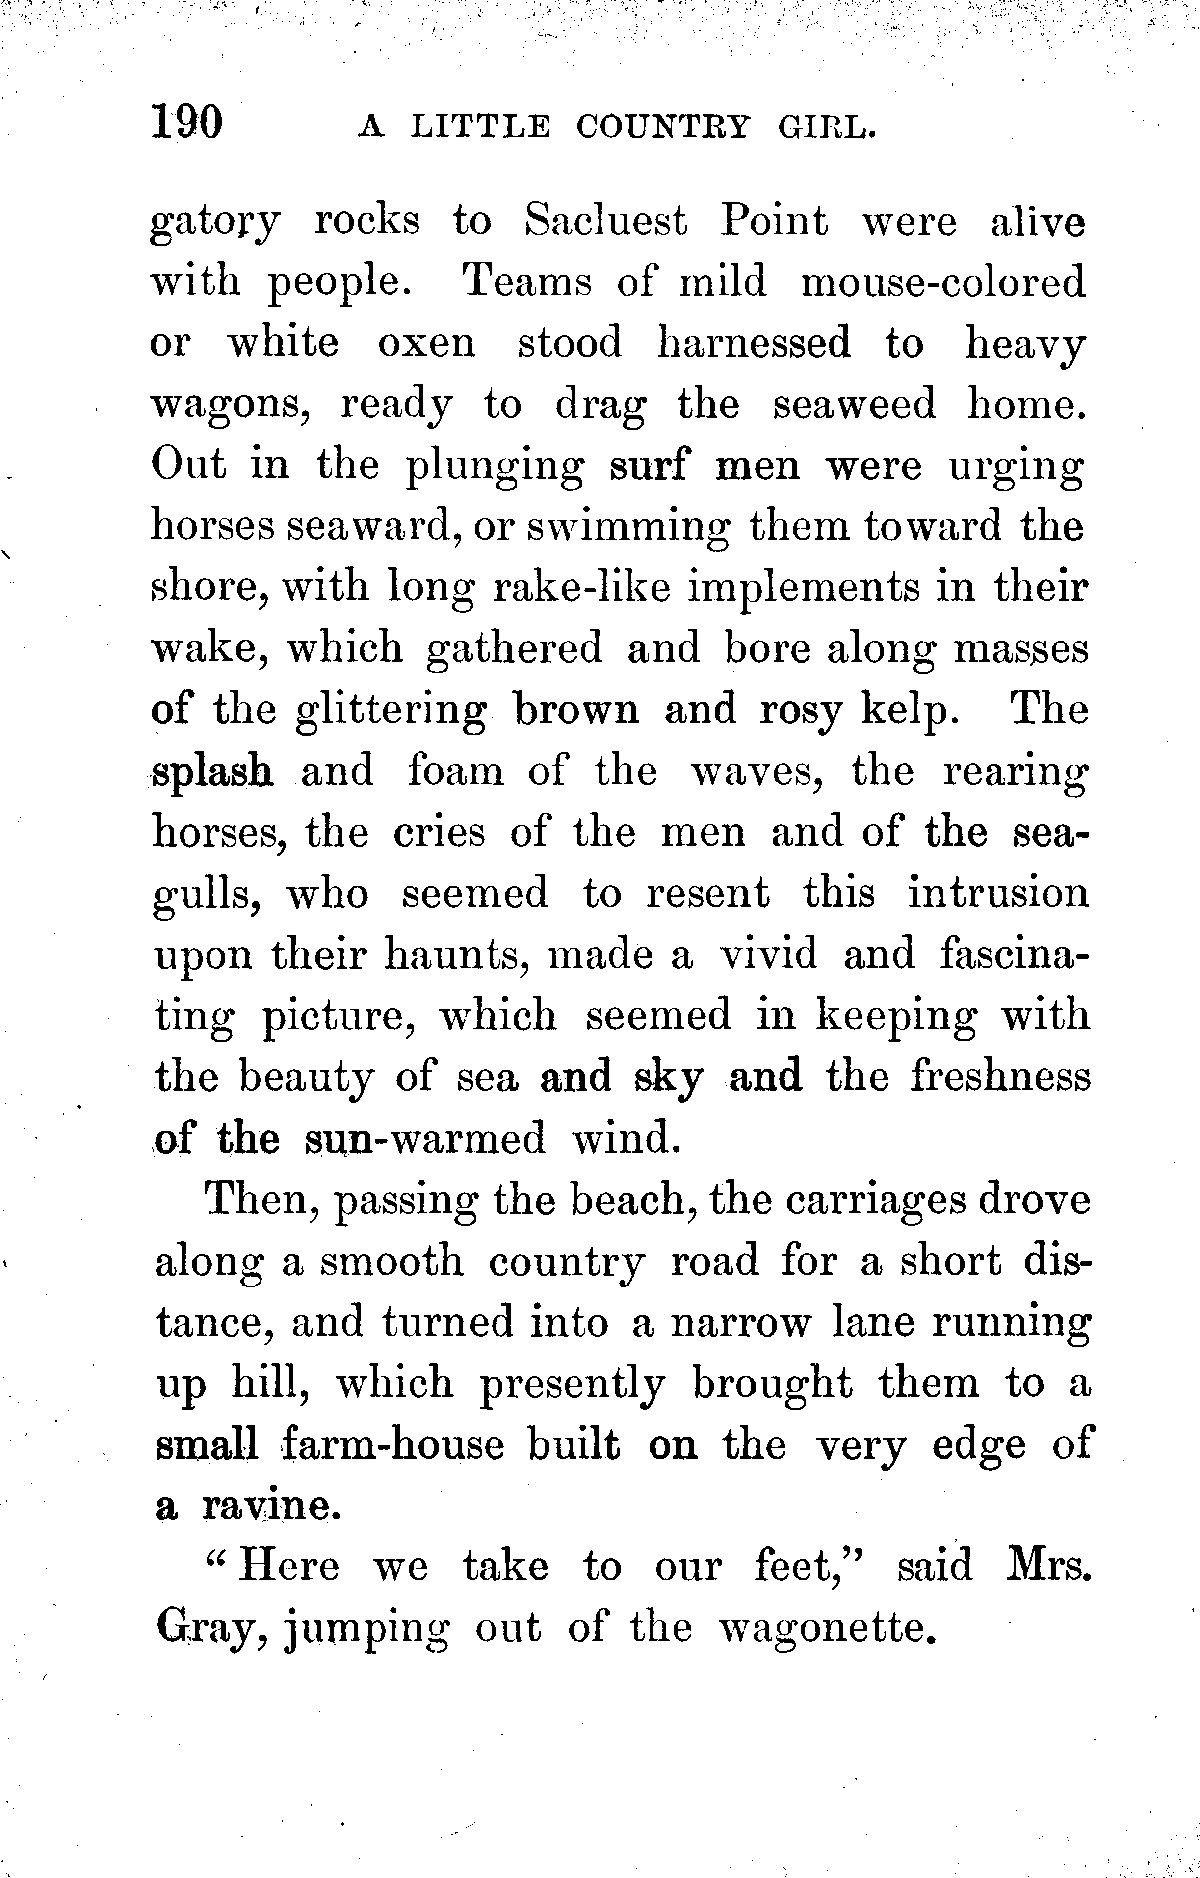 190 A LITTLE COUNTRY GIRL.
gatory rocks to Sacluest Point were alive
with people. Teams of mild mouse-colored
or white oxen stood harnessed to heavy
wagons, ready to drag the seaweed home.
Out in the plunging surf men were urging
horses seaward, or swimming them toward the
shore, with long rake-like implements in their
wake, which gathered and bore along masses
of the glittering brown and rosy kelp. The
splash and foam of the waves, the rearing
horses, the cries of the men and of the sea-
gulls, who seemed to resent this intrusion
upon their haunts, made a vivid and fascina-
ting picture, which seemed in keeping with
the beauty of sea and sky and the freshness
of the sun-warmed wind.
Then, passing the beach, the carriages drove
along a smooth country road for a short dis-
tance, and turned into a narrow lane running
up hill, which presently brought them to a
small farm-house built on the very edge of
a ravine.
“Here we take to our feet,” said Mrs.
Gray, jumping out of the wagonette.